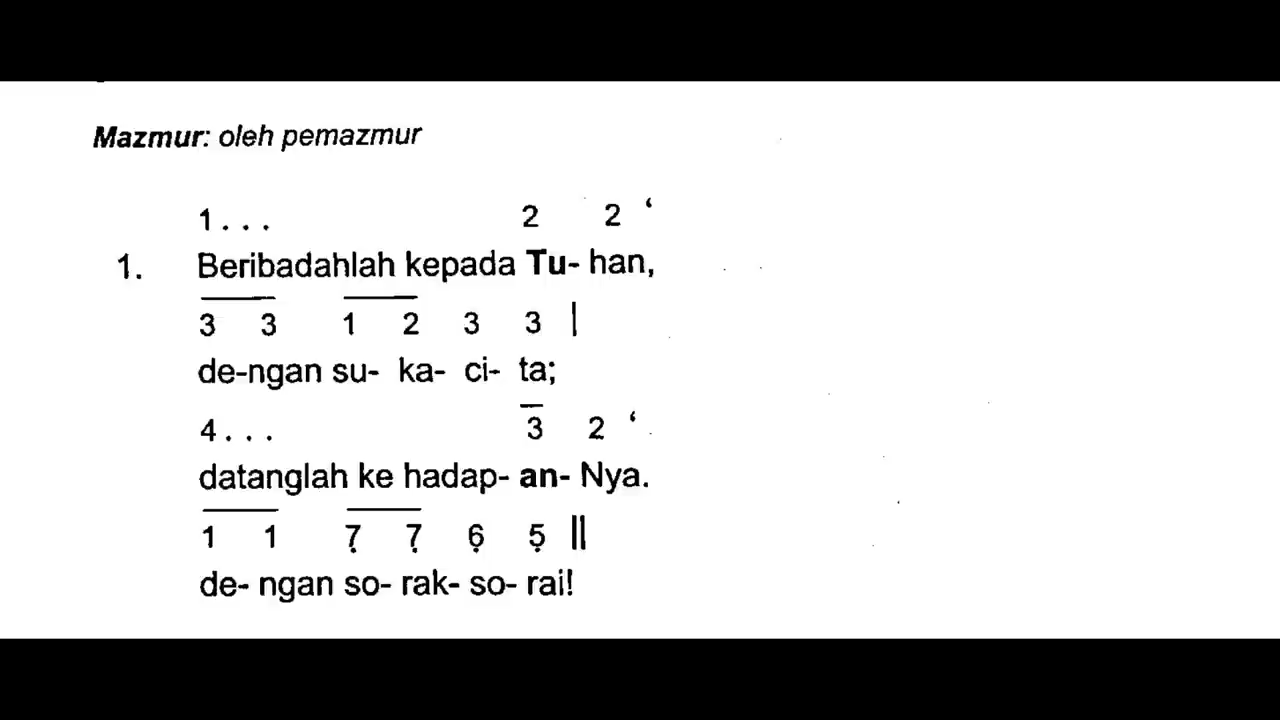 Mazmur: oleh pemazmur
1 . . . 2 2 ‘
1. Beribadahlah kepada Tu- han,
3 3 1 2 3 3 |
de-ngan su- ka- ci- ta;
4 . . . 3 2 ‘
datanglah ke hadap- an- Nya.
1 1 7̣ 7̣ 6̣ 5̣ ||
de- ngan so- rak- so- rai!